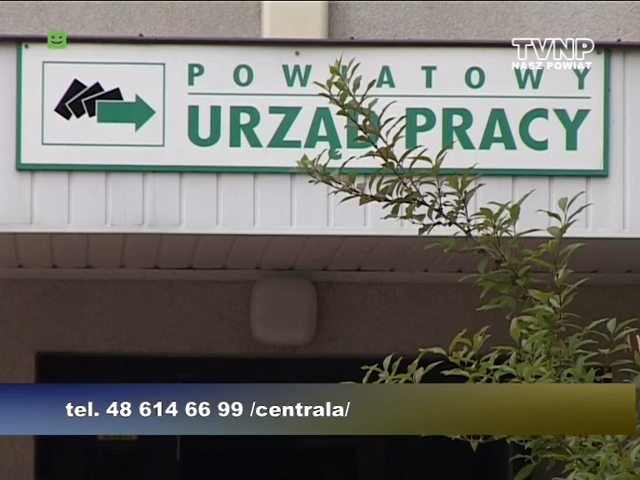 TVNP
NASZ POWIAT
POWIATOWY
URZĄD PRACY
tel. 48 614 66 99 /centrala/